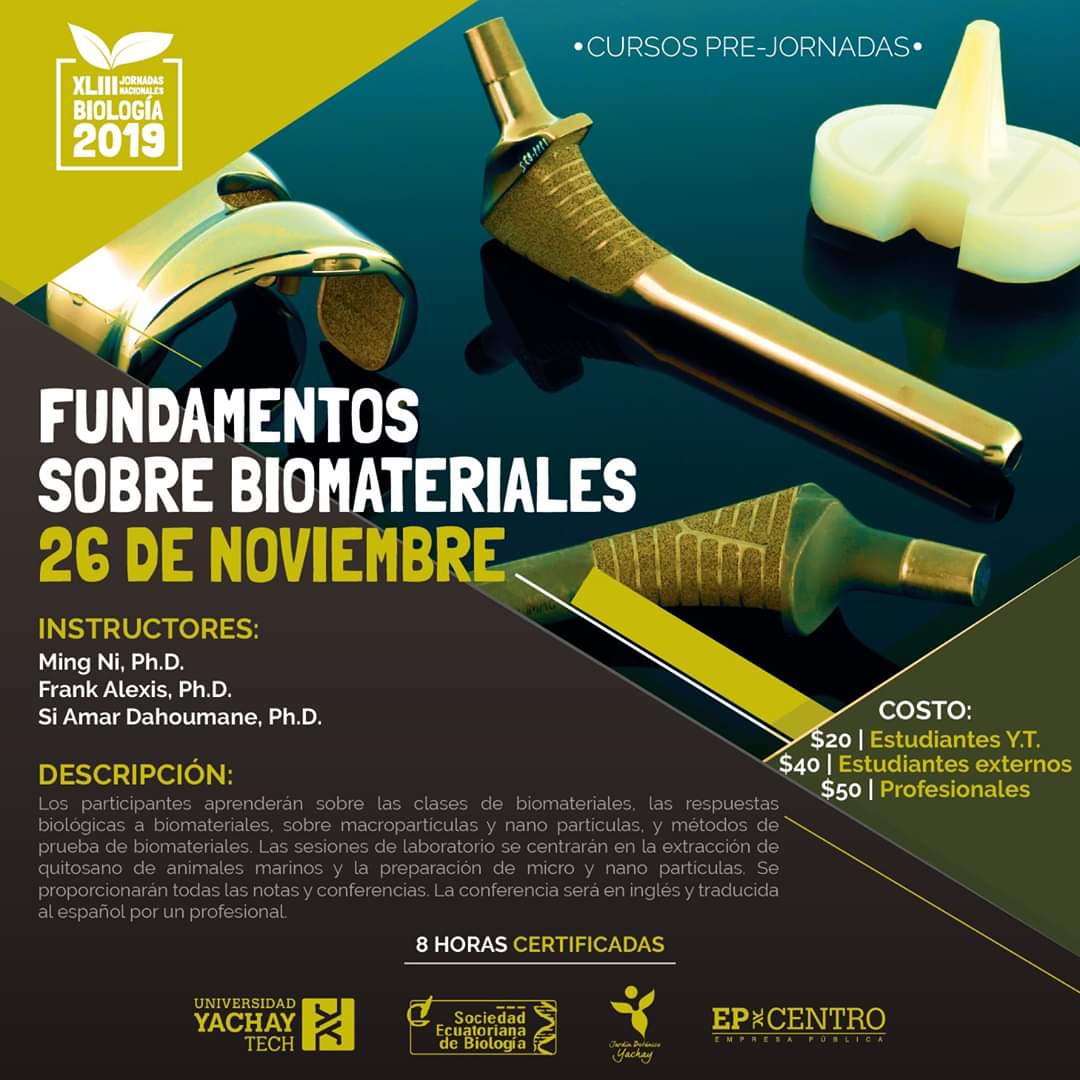 XLIII JORNADAS NACIONALES
BIOLOGÍA
2019
•CURSOS PRE-JORNADAS•
FUNDAMENTOS
SOBRE BIOMATERIALES
26 DE NOVIEMBRE
INSTRUCTORES:
Ming Ni, Ph.D.
Frank Alexis, Ph.D.
Si Amar Dahoumane, Ph.D.
COSTO:
$20 | Estudiantes Y.T.
$40 | Estudiantes externos
$50 | Profesionales
DESCRIPCIÓN:
Los participantes aprenderán sobre las clases de biomateriales, las respuestas
biológicas a biomateriales, sobre macropartículas y nano partículas, y métodos de
prueba de biomateriales. Las sesiones de laboratorio se centrarán en la extracción de
quitosano de animales marinos y la preparación de micro y nano partículas. Se
proporcionarán todas las notas y conferencias. La conferencia será en inglés y traducida
al español por un profesional.
8 HORAS CERTIFICADAS
UNIVERSIDAD
YACHAY
TECH
Sociedad
Ecuatoriana
de Biología
Jardín Botánico
Yachay
EP CENTRO
EMPRESA PÚBLICA